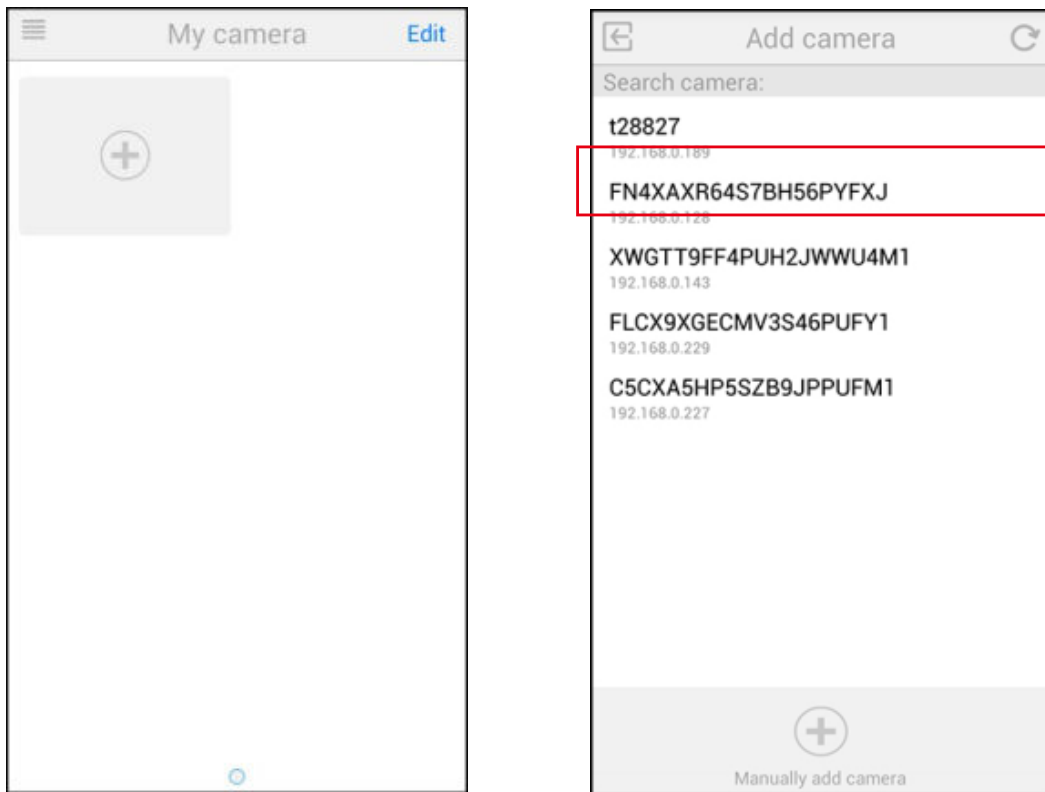 My camera
Edit
Add camera
Search camera:
t28827
192.168.0.189
FN4XAXR64S7BH56PYFXJ
192.168.0.128
XWGTT9FF4PUH2JWWU4M1
192.168.0.143
FLCX9XGECMV3S46PUFY1
192.168.0.229
C5CXA5HP5SZB9JPPUFM1
192.168.0.227
Manually add camera